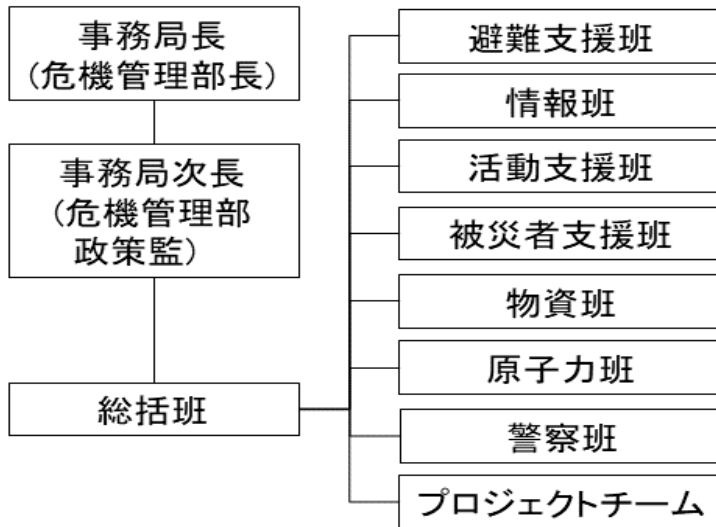 事務局長
（危機管理部長）
事務局次長
（危機管理部
政策監）
総括班
避難支援班
情報班
活動支援班
被災者支援班
物資班
原子力班
警察班
プロジェクトチーム